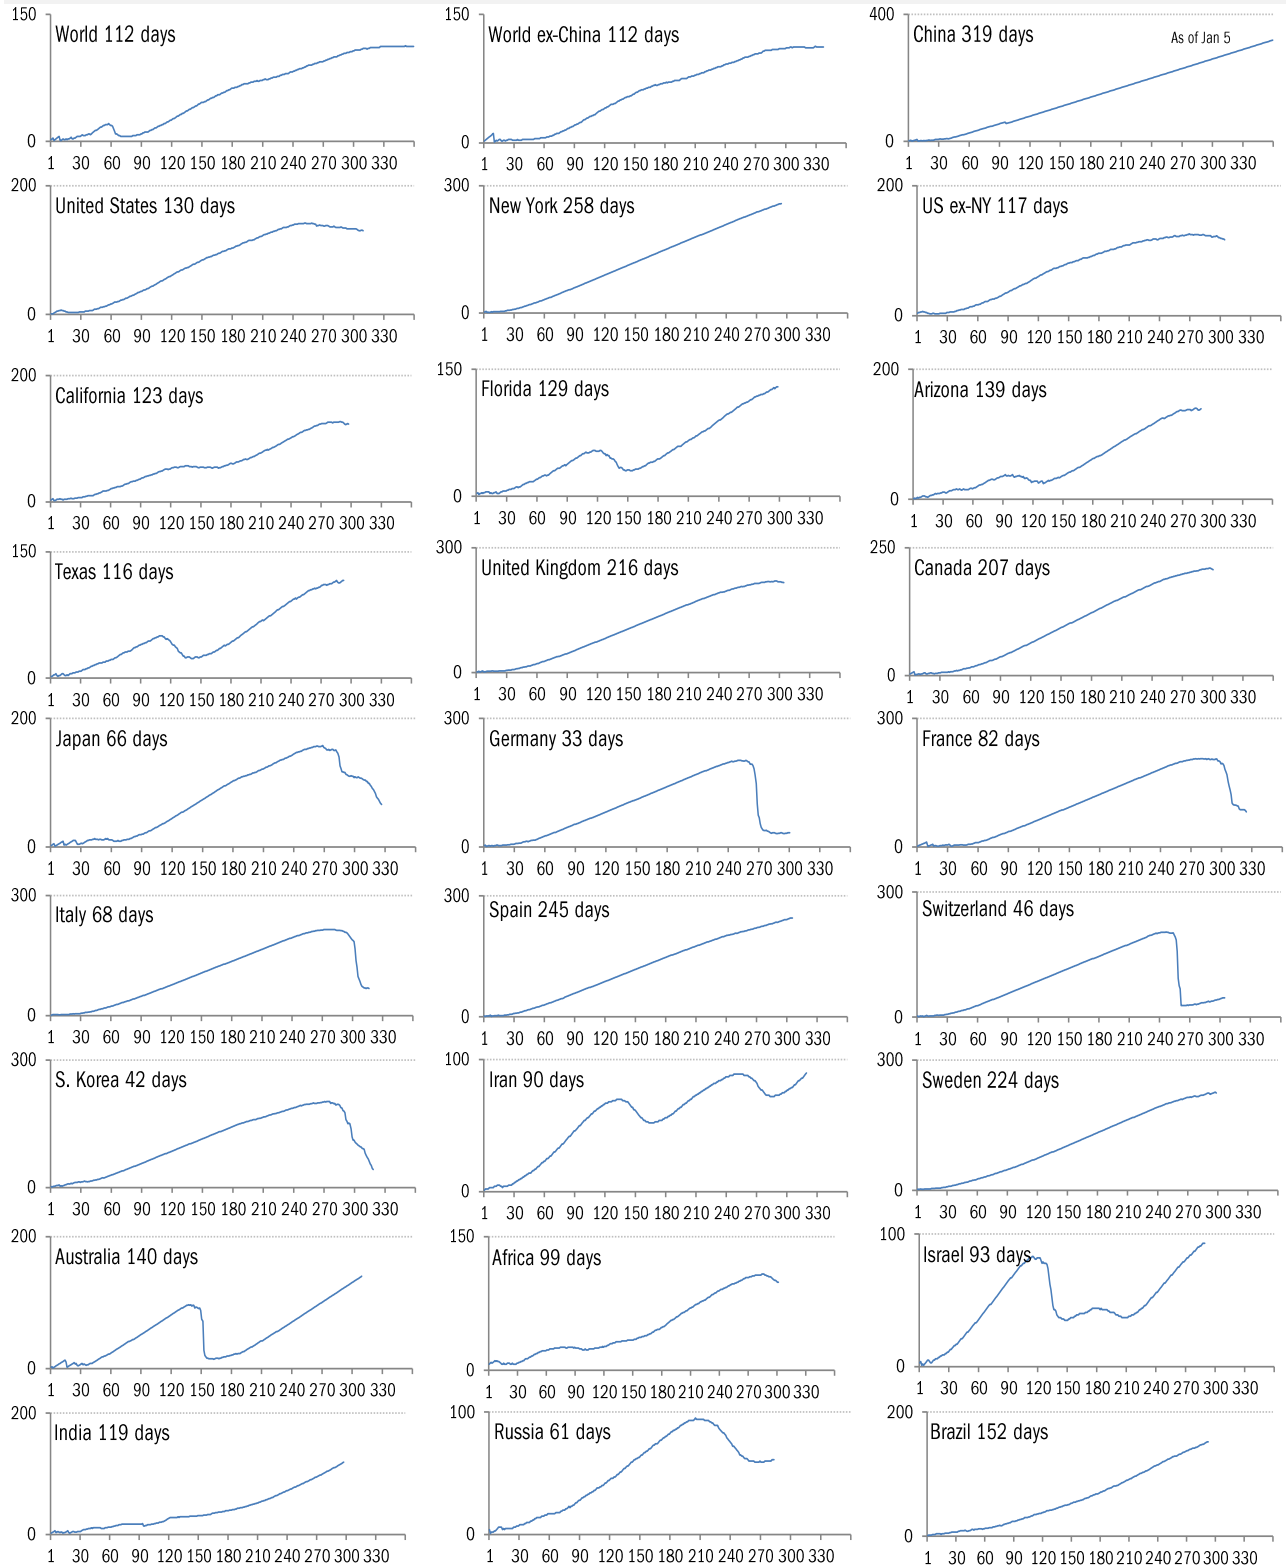 150
World 112 days
0
1 30 60 90 120 150 180 210 240 270 300 330
150
World ex-China 112 days
0
1 30 60 90 120 150 180 210 240 270 300 330
400
China 319 days
As of Jan 5
0
1 30 60 90 120 150 180 210 240 270 300 330
200
United States 130 days
0
1 30 60 90 120 150 180 210 240 270 300 330
300
New York 258 days
0
1 30 60 90 120 150 180 210 240 270 300 330
200
US ex-NY 117 days
0
1 30 60 90 120 150 180 210 240 270 300 330
200
California 123 days
0
1 30 60 90 120 150 180 210 240 270 300 330
150
Florida 129 days
0
1 30 60 90 120 150 180 210 240 270 300 330
200
Arizona 139 days
0
1 30 60 90 120 150 180 210 240 270 300 330
150
Texas 116 days
0
1 30 60 90 120 150 180 210 240 270 300 330
300
United Kingdom 216 days
0
1 30 60 90 120 150 180 210 240 270 300 330
250
Canada 207 days
0
1 30 60 90 120 150 180 210 240 270 300 330
200
Japan 66 days
0
1 30 60 90 120 150 180 210 240 270 300 330
300
Germany 33 days
0
1 30 60 90 120 150 180 210 240 270 300 330
300
France 82 days
0
1 30 60 90 120 150 180 210 240 270 300 330
300
Italy 68 days
0
1 30 60 90 120 150 180 210 240 270 300 330
300
Spain 245 days
0
1 30 60 90 120 150 180 210 240 270 300 330
300
Switzerland 46 days
0
1 30 60 90 120 150 180 210 240 270 300 330
300
S. Korea 42 days
0
1 30 60 90 120 150 180 210 240 270 300 330
100
Iran 90 days
0
1 30 60 90 120 150 180 210 240 270 300 330
300
Sweden 224 days
0
1 30 60 90 120 150 180 210 240 270 300 330
200
Australia 140 days
0
1 30 60 90 120 150 180 210 240 270 300 330
150
Africa 99 days
0
1 30 60 90 120 150 180 210 240 270 300 330
100
Israel 93 days
0
1 30 60 90 120 150 180 210 240 270 300 330
200
India 119 days
0
1 30 60 90 120 150 180 210 240 270 300 330
100
Russia 61 days
0
1 30 60 90 120 150 180 210 240 270 300 330
200
Brazil 152 days
0
1 30 60 90 120 150 180 210 240 270 300 330